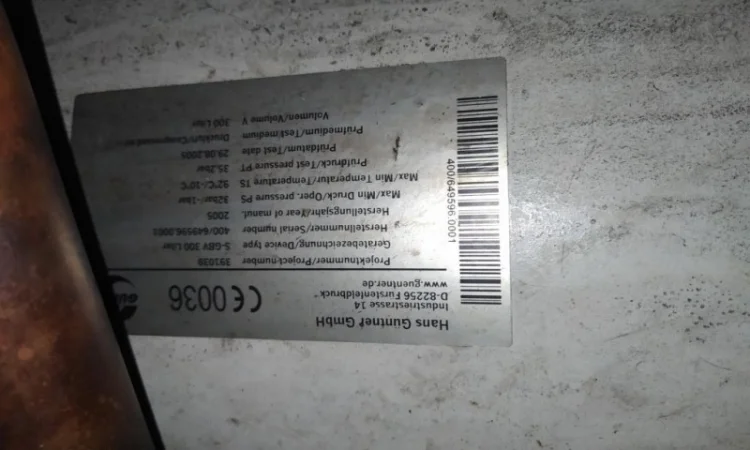 Hans Güntner GmbH
Industriestrasse 14
D-82256 Fürstenfeldbruck
www.guentner.de
CE 0036
Projektnummer/Project-number 391039
Gerätebezeichnung/Device type S-GBV 300 Liter
Herstellnummer/Serial number 400/649596.0001
Herstellungsjahr/Year of manuf. 2005
Max/Min Druck/Oper. pressure PS 32bar/-1bar
Max/Min Temperatur/Temperature TS 92°C/-10°C
Prüfdruck/Test pressure PT 35,2bar
Prüfdatum/Test date 29.08.2005
Prüfmedium/Testmedium Druckluft/Compressed air
Volumen/Volume V 300 Liter
400/649596.0001